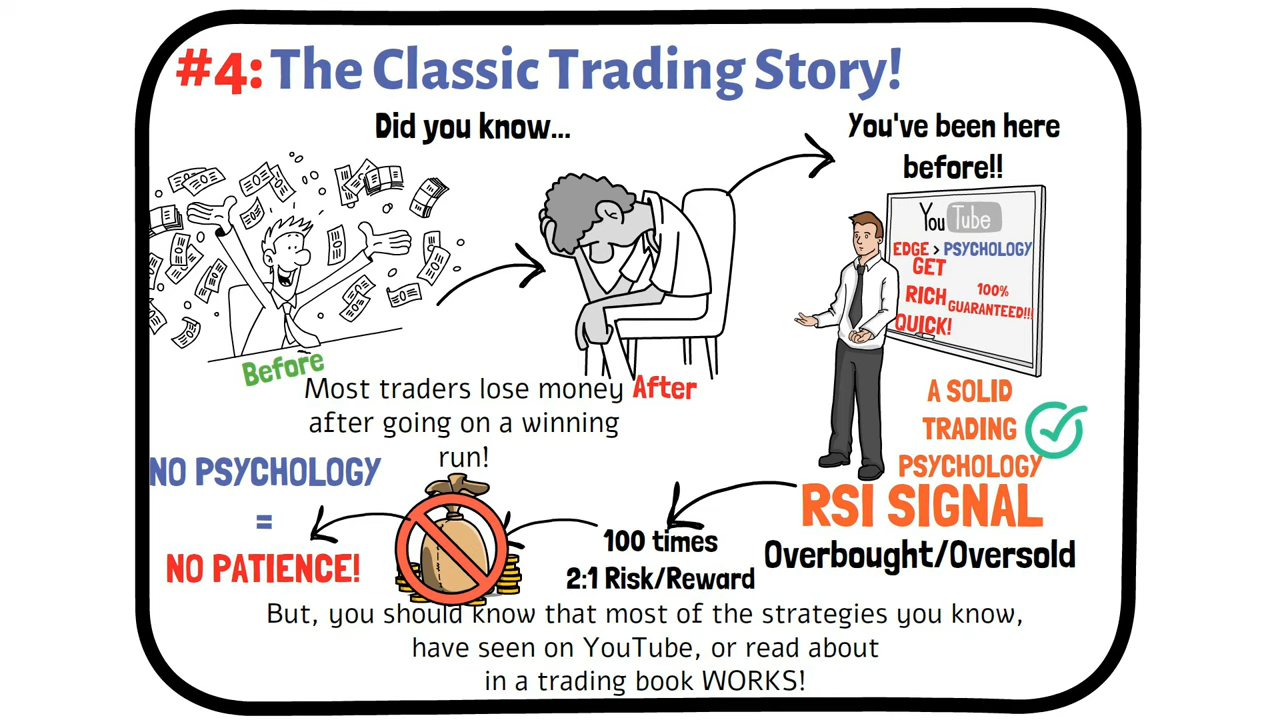 #4: The Classic Trading Story!
Did you know...
You've been here
before!!
YouTube
EDGE > PSYCHOLOGY
GET
RICH
QUICK!
100%
GUARANTEED!!!
Before
Most traders lose money
after going on a winning
run!
After
A SOLID
TRADING
PSYCHOLOGY
RSI SIGNAL
Overbought/Oversold
100 times
2:1 Risk/Reward
NO PSYCHOLOGY
=
NO PATIENCE!
But, you should know that most of the strategies you know,
have seen on YouTube, or read about
in a trading book WORKS!